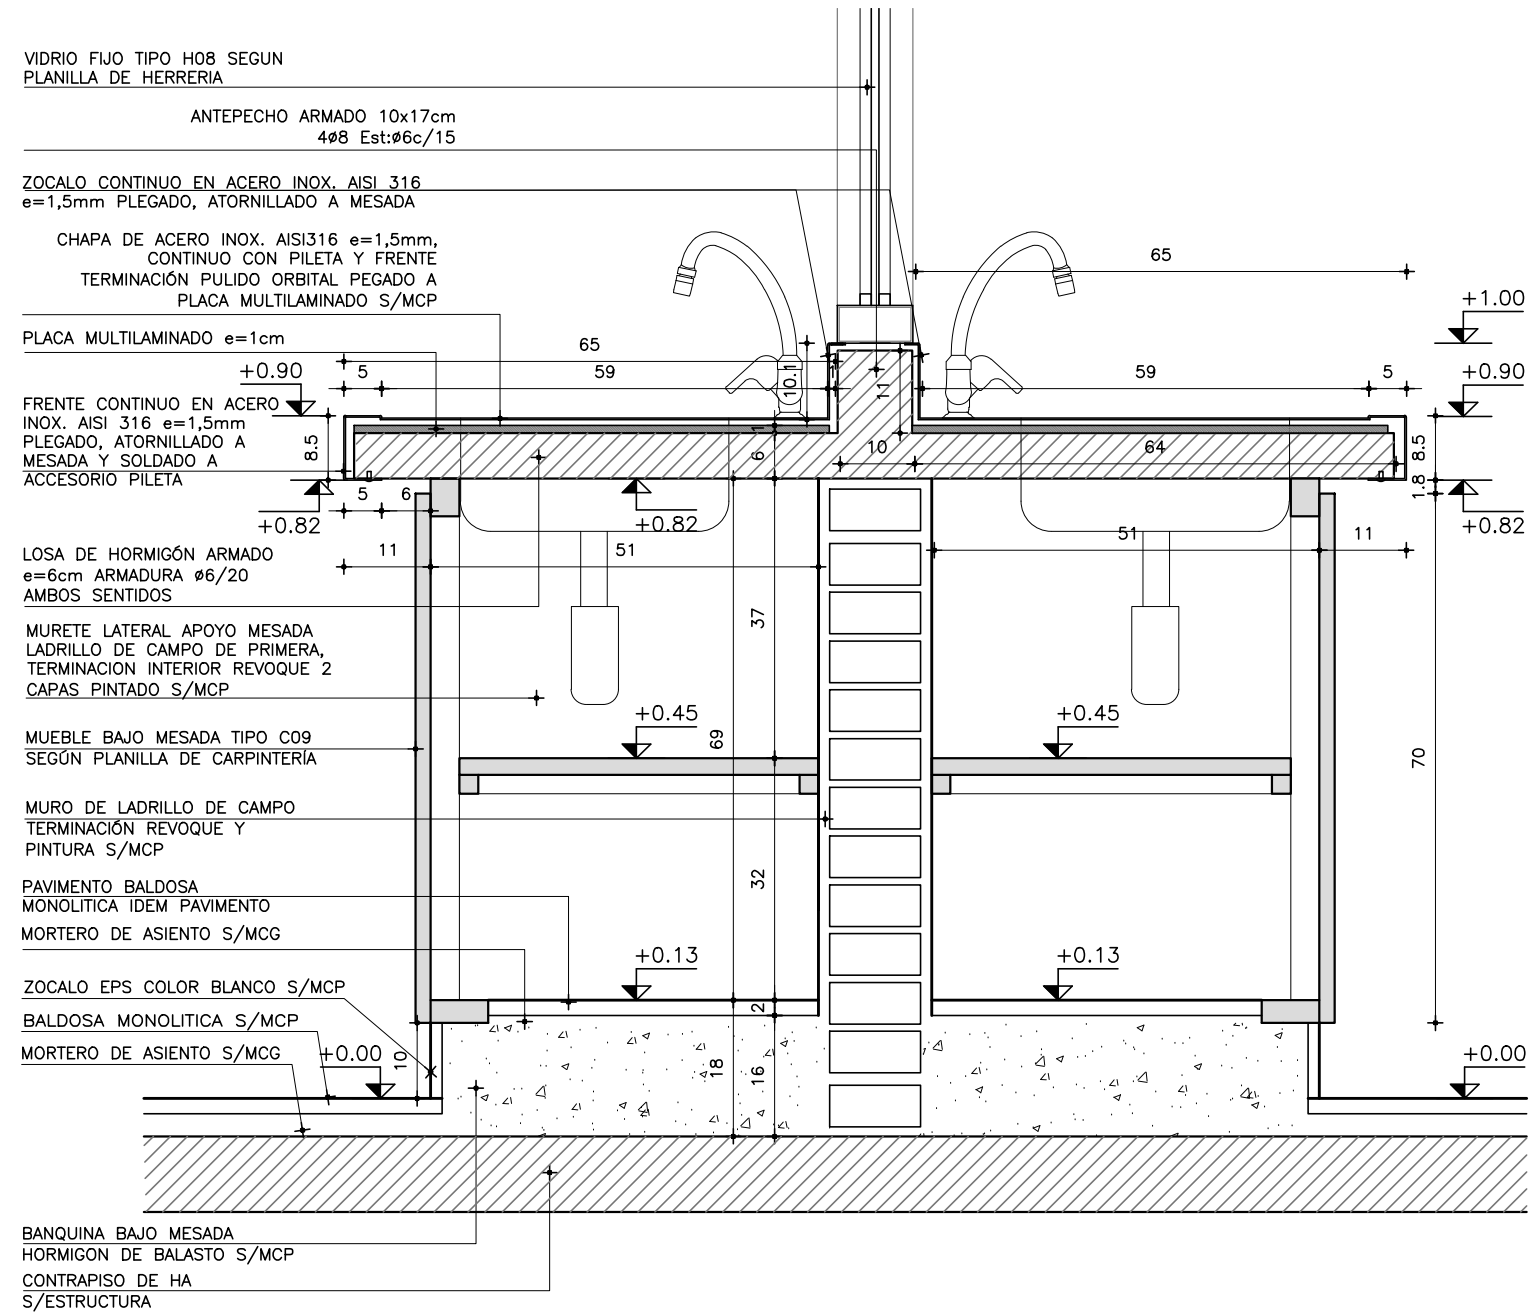 VIDRIO FIJO TIPO H08 SEGUN
PLANILLA DE HERRERIA
ANTEPECHO ARMADO 10x17cm
4ø8 Est:ø6c/15
ZOCALO CONTINUO EN ACERO INOX. AISI 316
e=1,5mm PLEGADO, ATORNILLADO A MESADA
CHAPA DE ACERO INOX. AISI316 e=1,5mm,
CONTINUO CON PILETA Y FRENTE
TERMINACIÓN PULIDO ORBITAL PEGADO A
PLACA MULTILAMINADO S/MCP
PLACA MULTILAMINADO e=1cm
FRENTE CONTINUO EN ACERO
INOX. AISI 316 e=1,5mm
PLEGADO, ATORNILLADO A
MESADA Y SOLDADO A
ACCESORIO PILETA
LOSA DE HORMIGÓN ARMADO
e=6cm ARMADURA ø6/20
AMBOS SENTIDOS
MURETE LATERAL APOYO MESADA
LADRILLO DE CAMPO DE PRIMERA,
TERMINACION INTERIOR REVOQUE 2
CAPAS PINTADO S/MCP
MUEBLE BAJO MESADA TIPO C09
SEGÚN PLANILLA DE CARPINTERÍA
MURO DE LADRILLO DE CAMPO
TERMINACIÓN REVOQUE Y
PINTURA S/MCP
PAVIMENTO BALDOSA
MONOLITICA IDEM PAVIMENTO
MORTERO DE ASIENTO S/MCG
ZOCALO EPS COLOR BLANCO S/MCP
BALDOSA MONOLITICA S/MCP
MORTERO DE ASIENTO S/MCG
BANQUINA BAJO MESADA
HORMIGON DE BALASTO S/MCP
CONTRAPISO DE HA
S/ESTRUCTURA
65
+1.00
65
+0.90
5
59
1
10.1
11
59
5
+0.90
8.5
1
6
10
64
8.5
1.8
5
6
+0.82
+0.82
+0.82
11
51
51
11
37
+0.45
+0.45
69
70
32
+0.13
+0.13
2
+0.00
10
18
16
+0.00